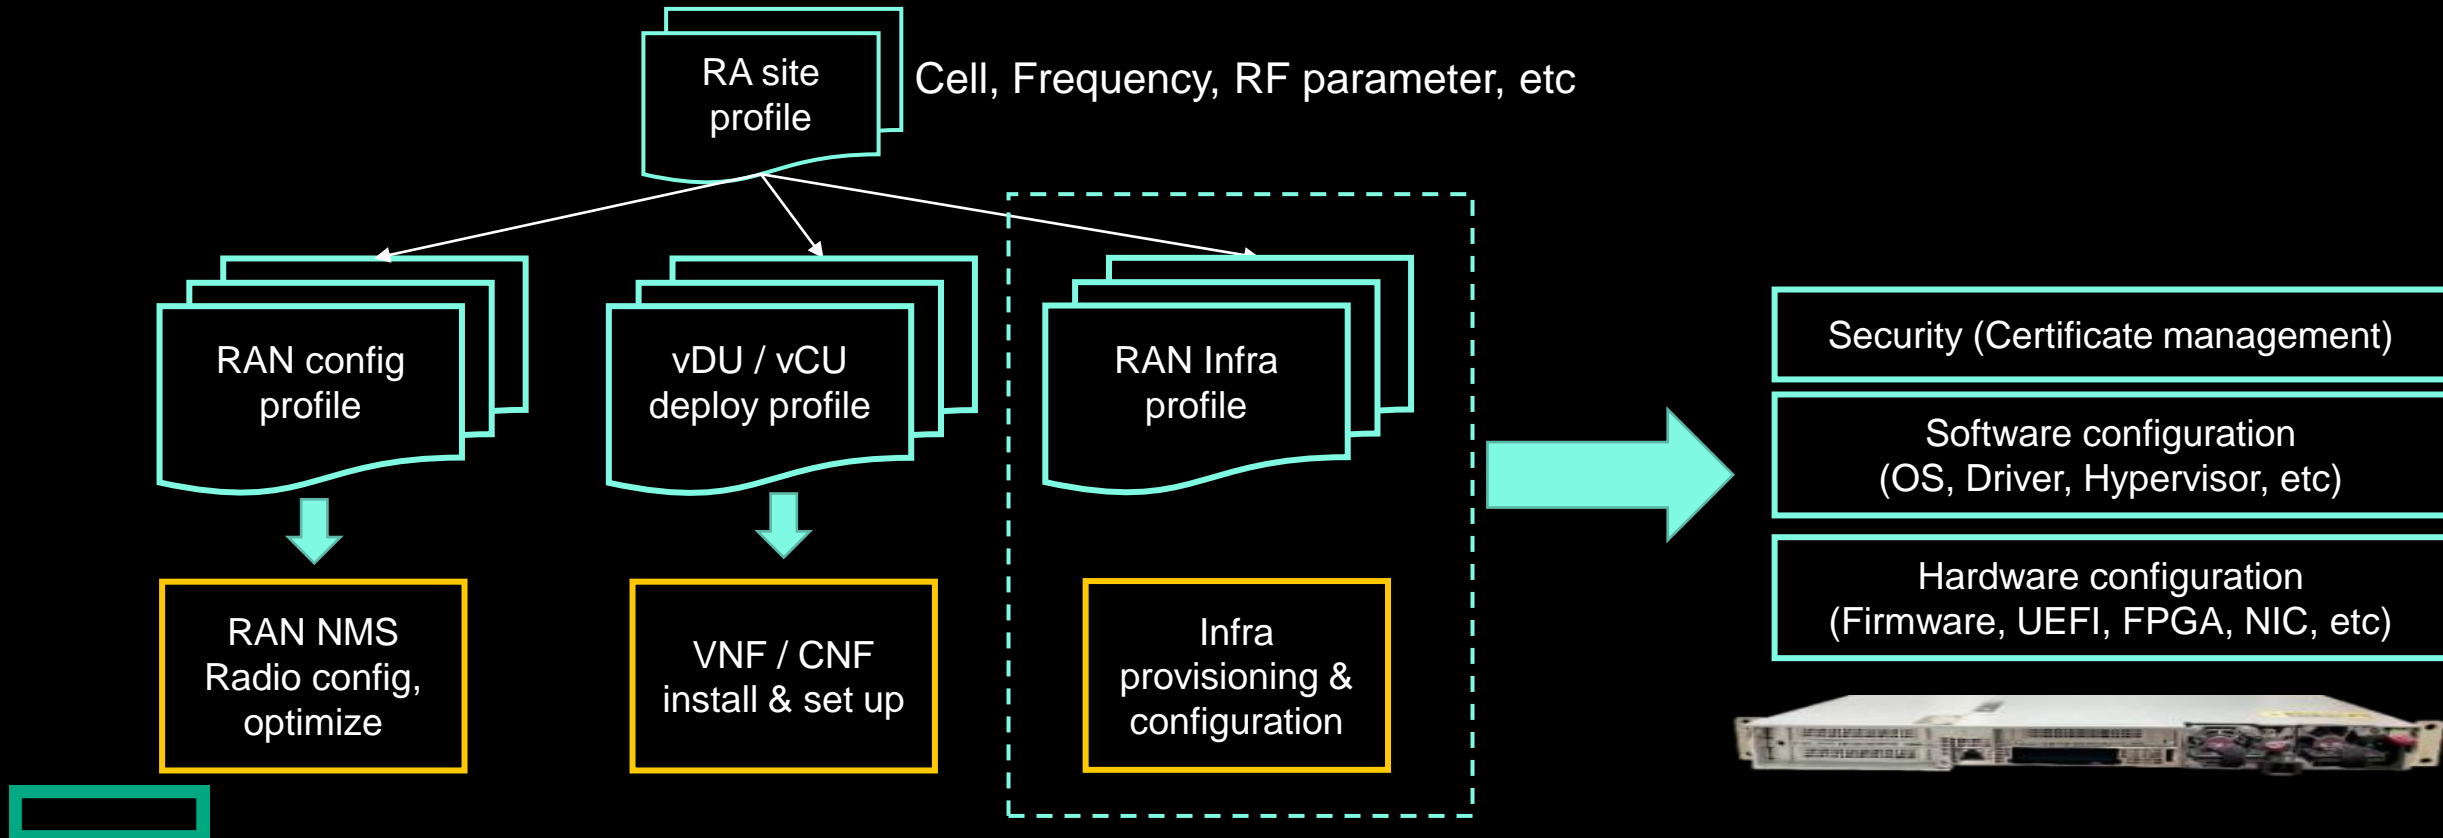 RA site
profile
Cell, Frequency, RF parameter, etc
RAN config
profile
vDU / vCU
deploy profile
RAN Infra
profile
RAN NMS
Radio config,
optimize
VNF / CNF
install & set up
Infra
provisioning &
configuration
Security (Certificate management)
Software configuration
(OS, Driver, Hypervisor, etc)
Hardware configuration
(Firmware, UEFI, FPGA, NIC, etc)